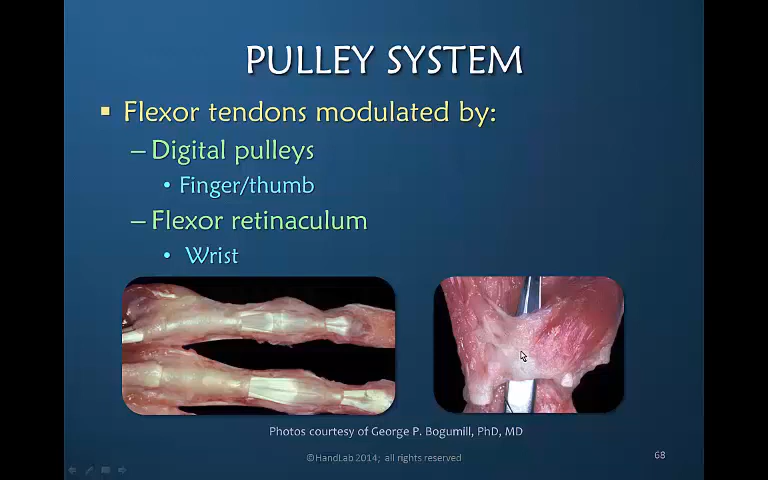 PULLEY SYSTEM
▪ Flexor tendons modulated by:
– Digital pulleys
• Finger/thumb
– Flexor retinaculum
• Wrist
Photos courtesy of George P. Bogumill, PhD, MD
©HandLab 2014; all rights reserved
68